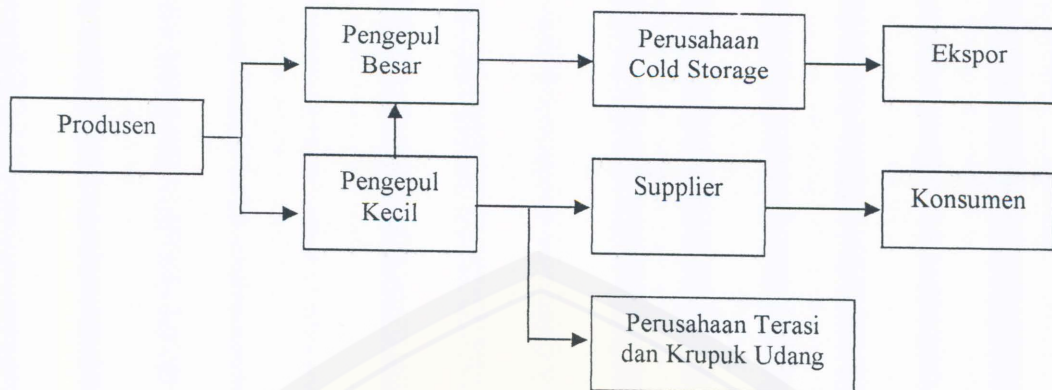 Pengepul
Besar
Perusahaan
Cold Storage
Ekspor
Produsen
Pengepul
Kecil
Supplier
Konsumen
Perusahaan Terasi
dan Krupuk Udang